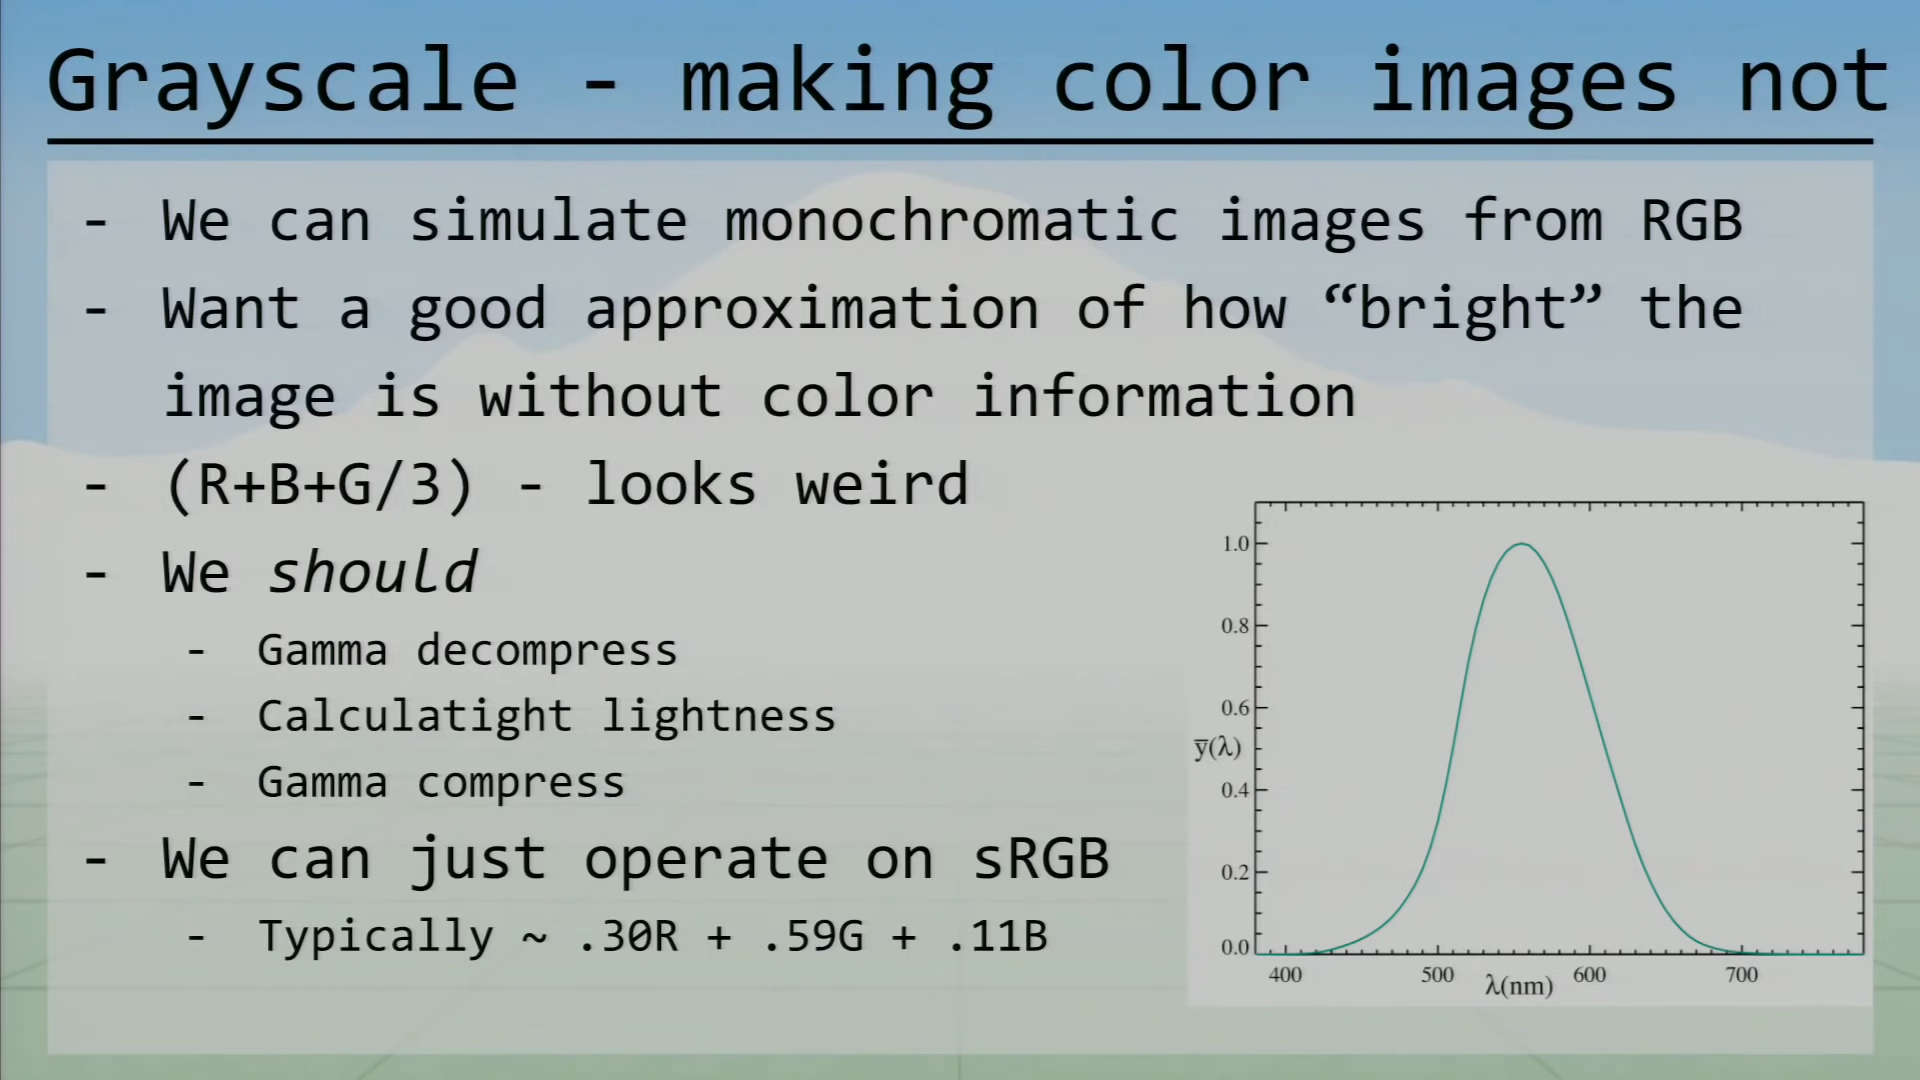 Grayscale - making color images not
- We can simulate monochromatic images from RGB
- Want a good approximation of how “bright” the
image is without color information
- (R+B+G/3) - looks weird
- We should
- Gamma decompress
- Calculatight lightness
- Gamma compress
- We can just operate on sRGB
- Typically ~ .30R + .59G + .11B
1.0
0.8
0.6
y̅(λ)
0.4
0.2
0.0
400 500 600 700
λ(nm)